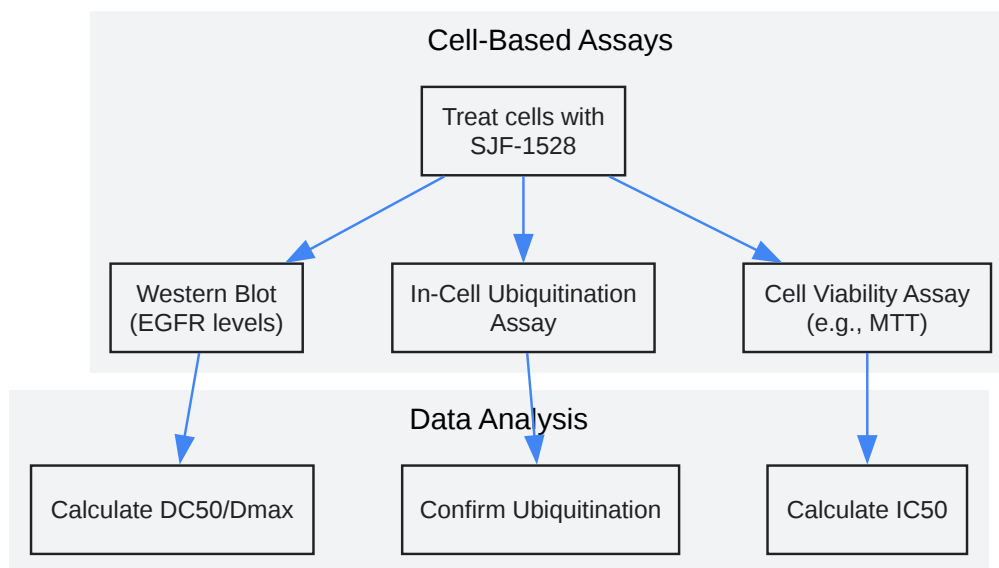 Cell-Based Assays
Treat cells with
SJF-1528
Western Blot
(EGFR levels)
In-Cell Ubiquitination
Assay
Cell Viability Assay
(e.g., MTT)
Data Analysis
Calculate DC50/Dmax
Confirm Ubiquitination
Calculate IC50